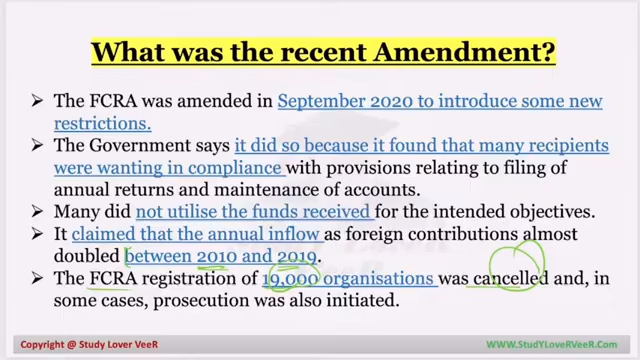 What was the recent Amendment?
➤ The FCRA was amended in September 2020 to introduce some new
restrictions.
➤ The Government says it did so because it found that many recipients
were wanting in compliance with provisions relating to filing of
annual returns and maintenance of accounts.
➤ Many did not utilise the funds received for the intended objectives.
➤ It claimed that the annual inflow as foreign contributions almost
doubled between 2010 and 2019.
➤ The FCRA registration of 19,000 organisations was cancelled and, in
some cases, prosecution was also initiated.
Copyright @ Study Lover VeeR
WWW.StudYLoveRVeeR.Com